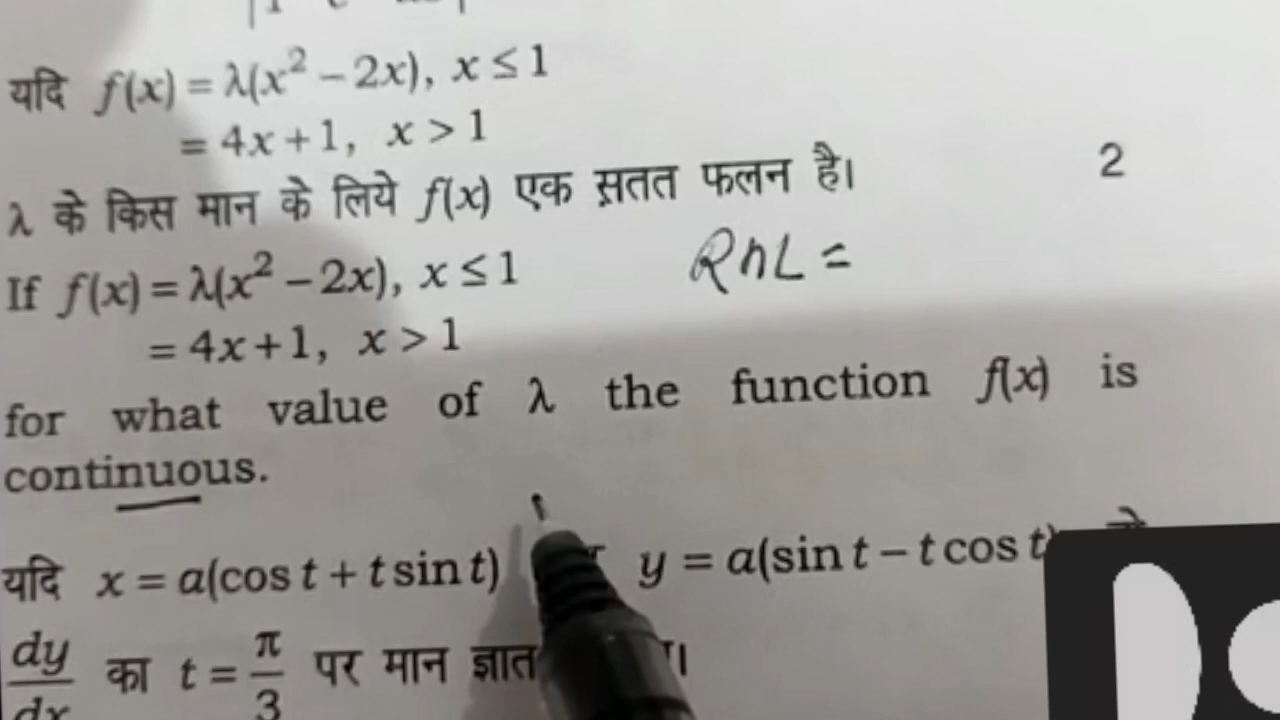 यदि f(x) = λ(x² – 2x), x ≤ 1
= 4x + 1, x > 1
λ के किस मान के लिये f(x) एक स़तत फलन है। 2
If f(x) = λ(x² – 2x), x ≤ 1 RhL =
= 4x + 1, x > 1
for what value of λ the function f(x) is
continuous.
यदि x = a(cos t + t sin t) y = a(sin t – t cos t)
dy/dx का t = π/3 पर मान ज्ञात